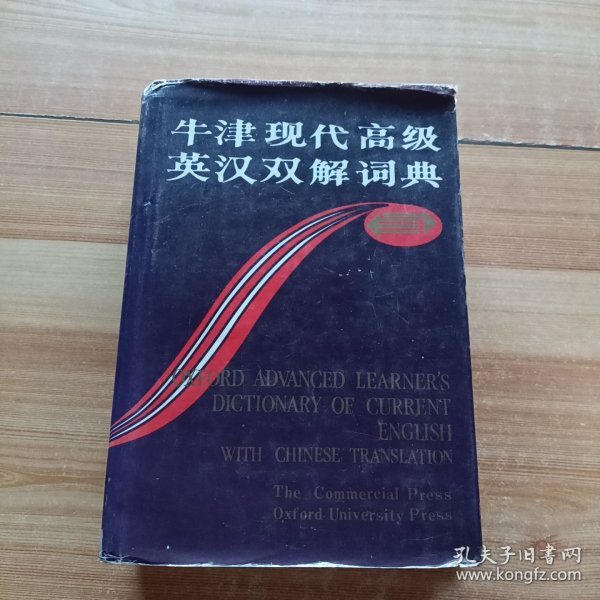 牛津现代高级
英汉双解词典
OXFORD ADVANCED LEARNER'S
DICTIONARY OF CURRENT
ENGLISH
WITH CHINESE TRANSLATION
The Commercial Press
Oxford University Press
孔夫子旧书网
www.kongfz.com